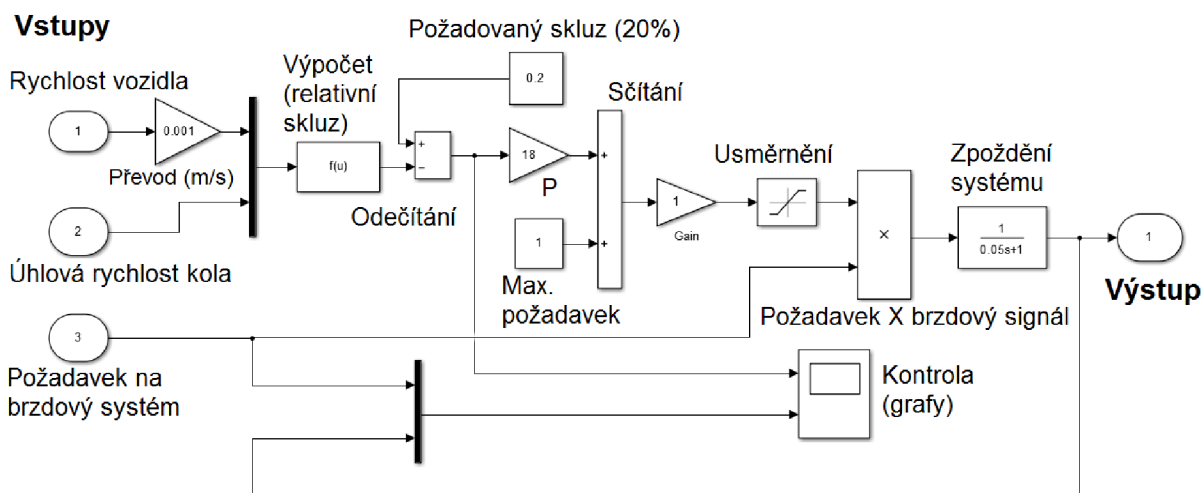 Vstupy
Požadovaný skluz (20%)
Rychlost vozidla
Výpočet
(relativní
skluz)
0.2
Sčítání
1
0.001
f(u)
+
−
18
+
Usměrnění
Zpoždění
systému
Převod (m/s)
P
1
Gain
×
1
0.05s+1
1
2
Odečítání
1
+
Úhlová rychlost kola
Max.
požadavek
Výstup
Požadavek X brzdový signál
3
Požadavek na
brzdový systém
Kontrola
(grafy)